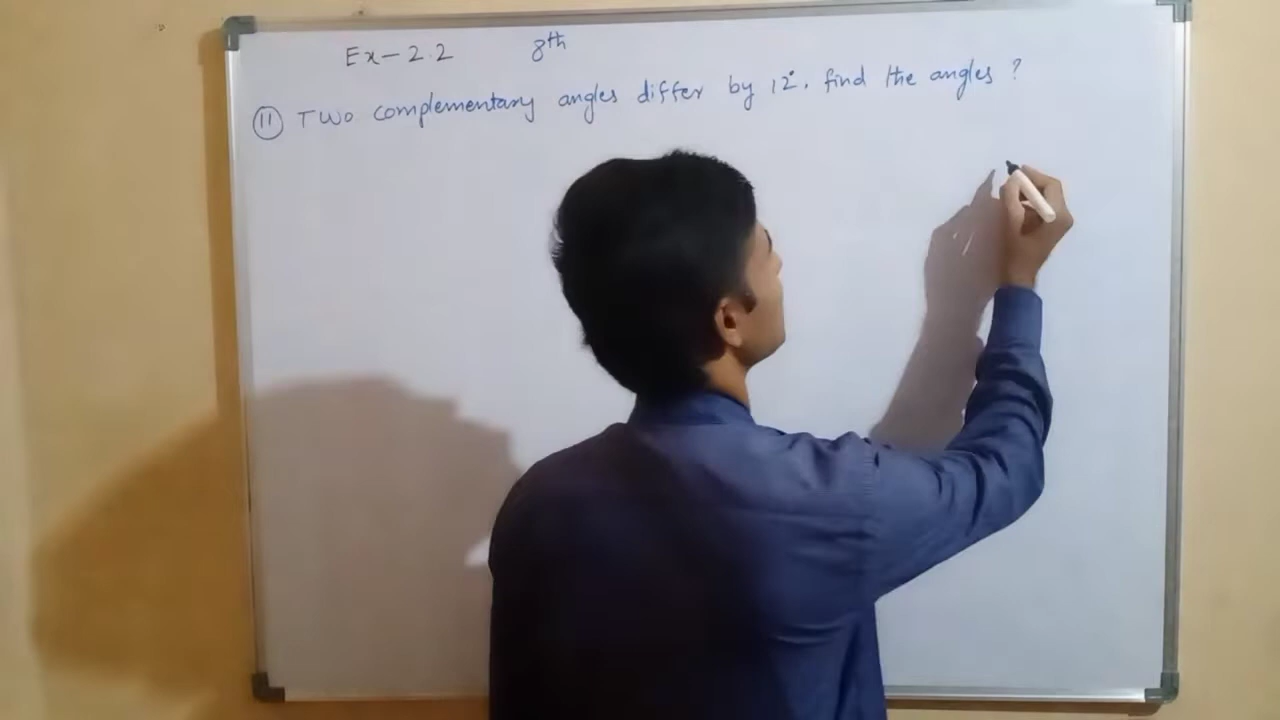 Ex-2.2 8th
11 Two complementary angles differ by 12°. find the angles ?